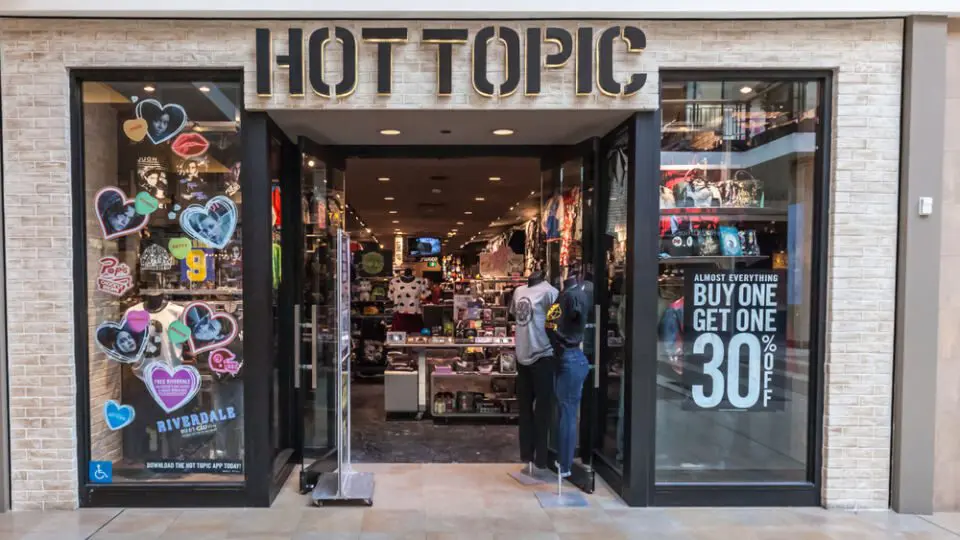 HOT TOPIC
Pop's
FREE RIVERDALE
RIVERDALE
DOWNLOAD THE HOT TOPIC APP TODAY!
ALMOST EVERYTHING
BUY ONE
GET ONE
30% OFF